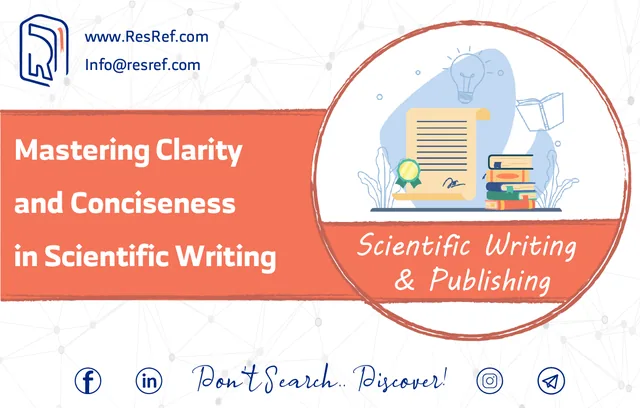 www.ResRef.com
Info@resref.com
Mastering Clarity
and Conciseness
in Scientific Writing
Scientific Writing
& Publishing
Don't Search.. Discover!